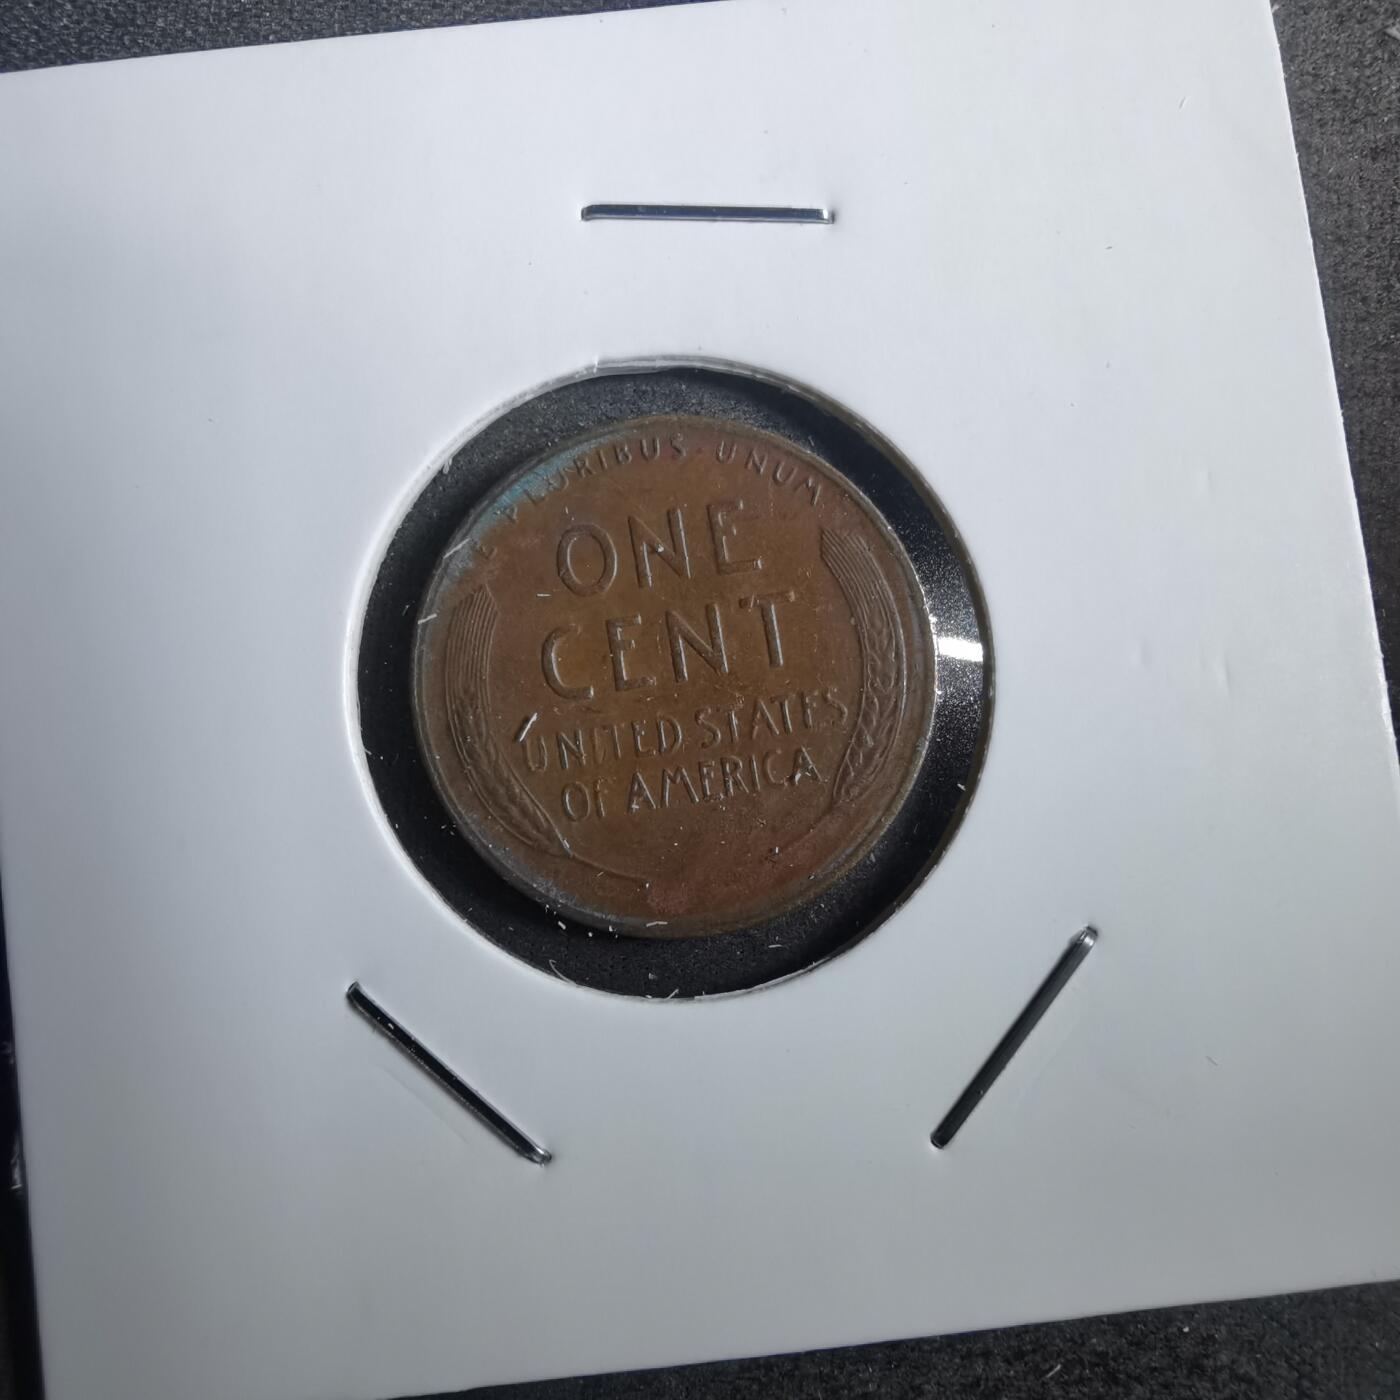 E PLURIBUS · UNUM
ONE
CENT
UNITED STATES
OF AMERICA